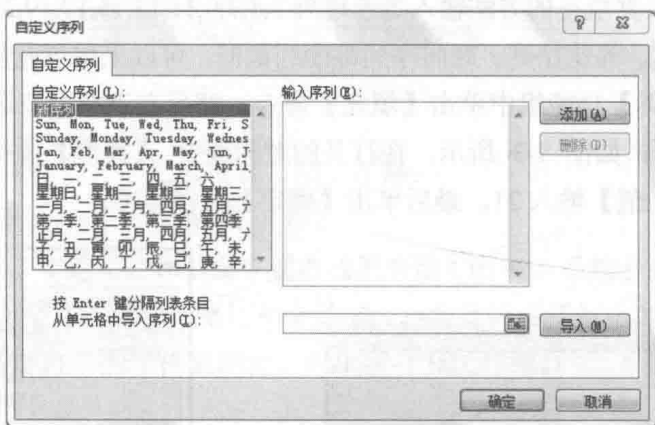 自定义序列
自定义序列
自定义序列(L):
输入序列(E):
新序列
Sun, Mon, Tue, Wed, Thu, Fri, S
Sunday, Monday, Tuesday, Wednes
Jan, Feb, Mar, Apr, May, Jun, J
January, February, March, April
日, 一, 二, 三, 四, 五, 六
星期日, 星期一, 星期二, 星期三,
一月, 二月, 三月, 四月, 五月, 六
第一季, 第二季, 第三季, 第四季
正月, 二月, 三月, 四月, 五月, 六
子, 丑, 寅, 卯, 辰, 巳, 午, 未,
甲, 乙, 丙, 丁, 戊, 己, 庚, 辛,
添加(A)
删除(D)
按 Enter 键分隔列表条目
从单元格中导入序列(I):
导入(M)
确定
取消